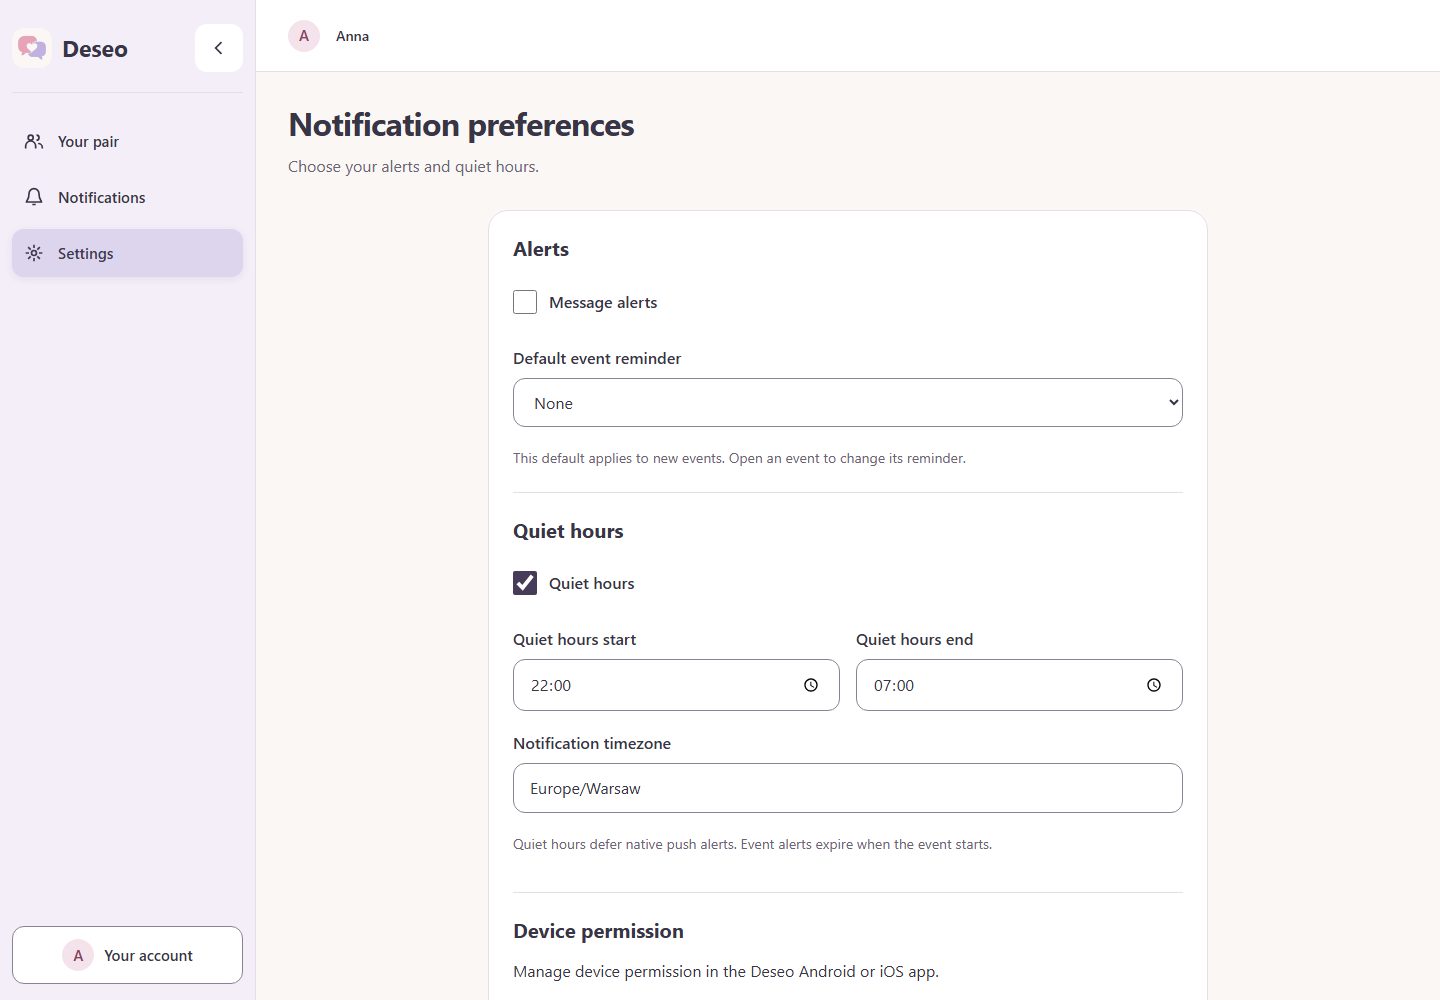 Deseo
A
Anna
Your pair
Notifications
Settings
Notification preferences
Choose your alerts and quiet hours.
Alerts
Message alerts
Default event reminder
None
This default applies to new events. Open an event to change its reminder.
Quiet hours
Quiet hours
Quiet hours start
Quiet hours end
22:00
07:00
Notification timezone
Europe/Warsaw
Quiet hours defer native push alerts. Event alerts expire when the event starts.
Device permission
Manage device permission in the Deseo Android or iOS app.
A
Your account